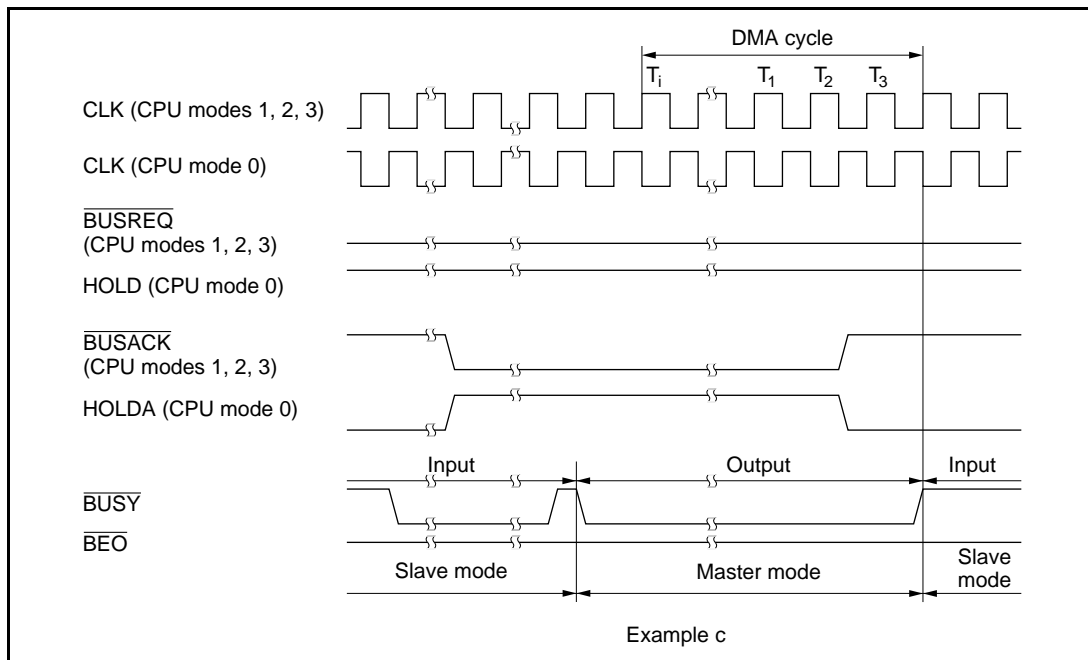 DMA cycle
Ti T1 T2 T3
CLK (CPU modes 1, 2, 3)
CLK (CPU mode 0)
BUSREQ
(CPU modes 1, 2, 3)
HOLD (CPU mode 0)
BUSACK
(CPU modes 1, 2, 3)
HOLDA (CPU mode 0)
Input Output Input
BUSY
BEO
Slave mode Master mode Slave
mode
Example c